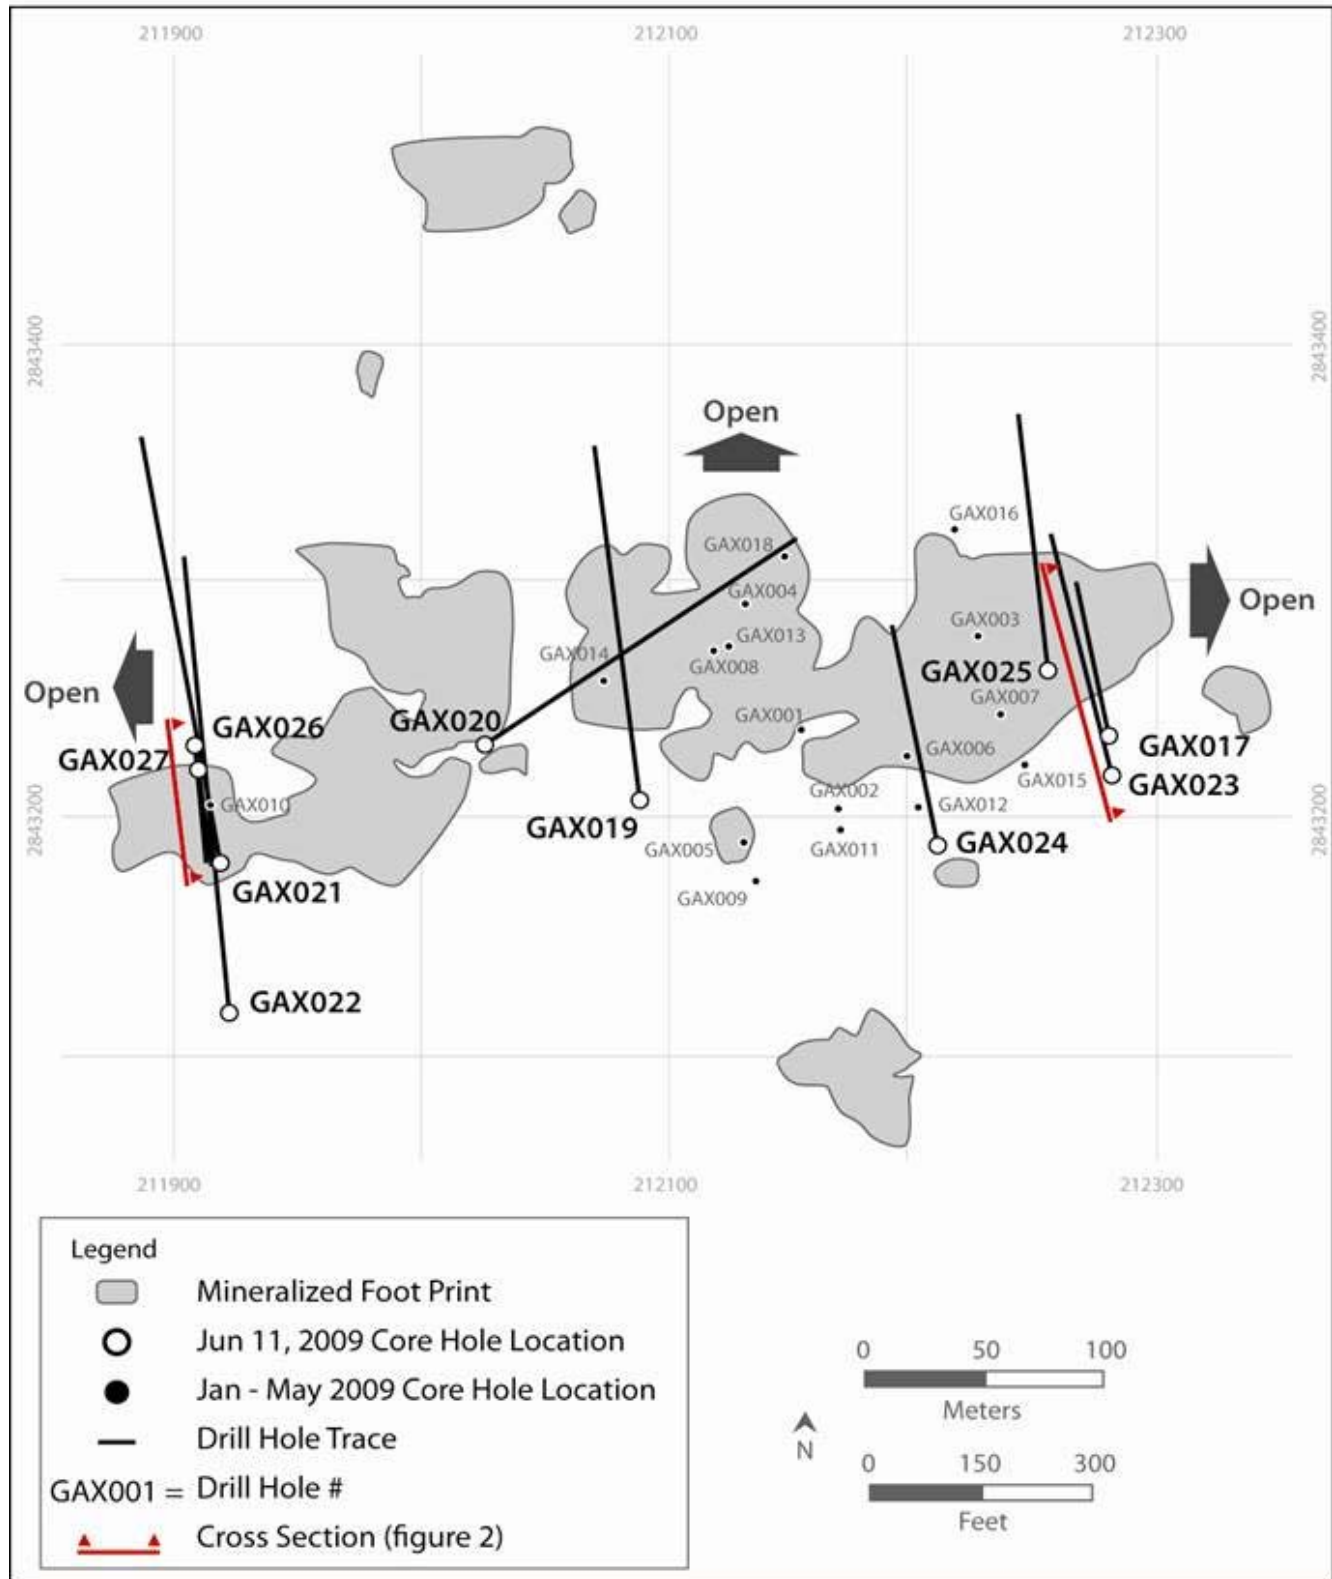 211900 212100 212300
2843400 2843400
Open
GAX016
GAX018
GAX004
Open
GAX003
GAX013
GAX014
GAX008
GAX025
Open
GAX007
GAX020
GAX001
GAX026
GAX017
GAX027
GAX006
GAX015
GAX023
GAX002
GAX010
GAX012
GAX019
2843200 2843200
GAX005
GAX011
GAX024
GAX021
GAX009
GAX022
211900 212100 212300
Legend
Mineralized Foot Print
Jun 11, 2009 Core Hole Location
Jan - May 2009 Core Hole Location
Drill Hole Trace
GAX001 = Drill Hole #
Cross Section (figure 2)
0 50 100
Meters
N
0 150 300
Feet